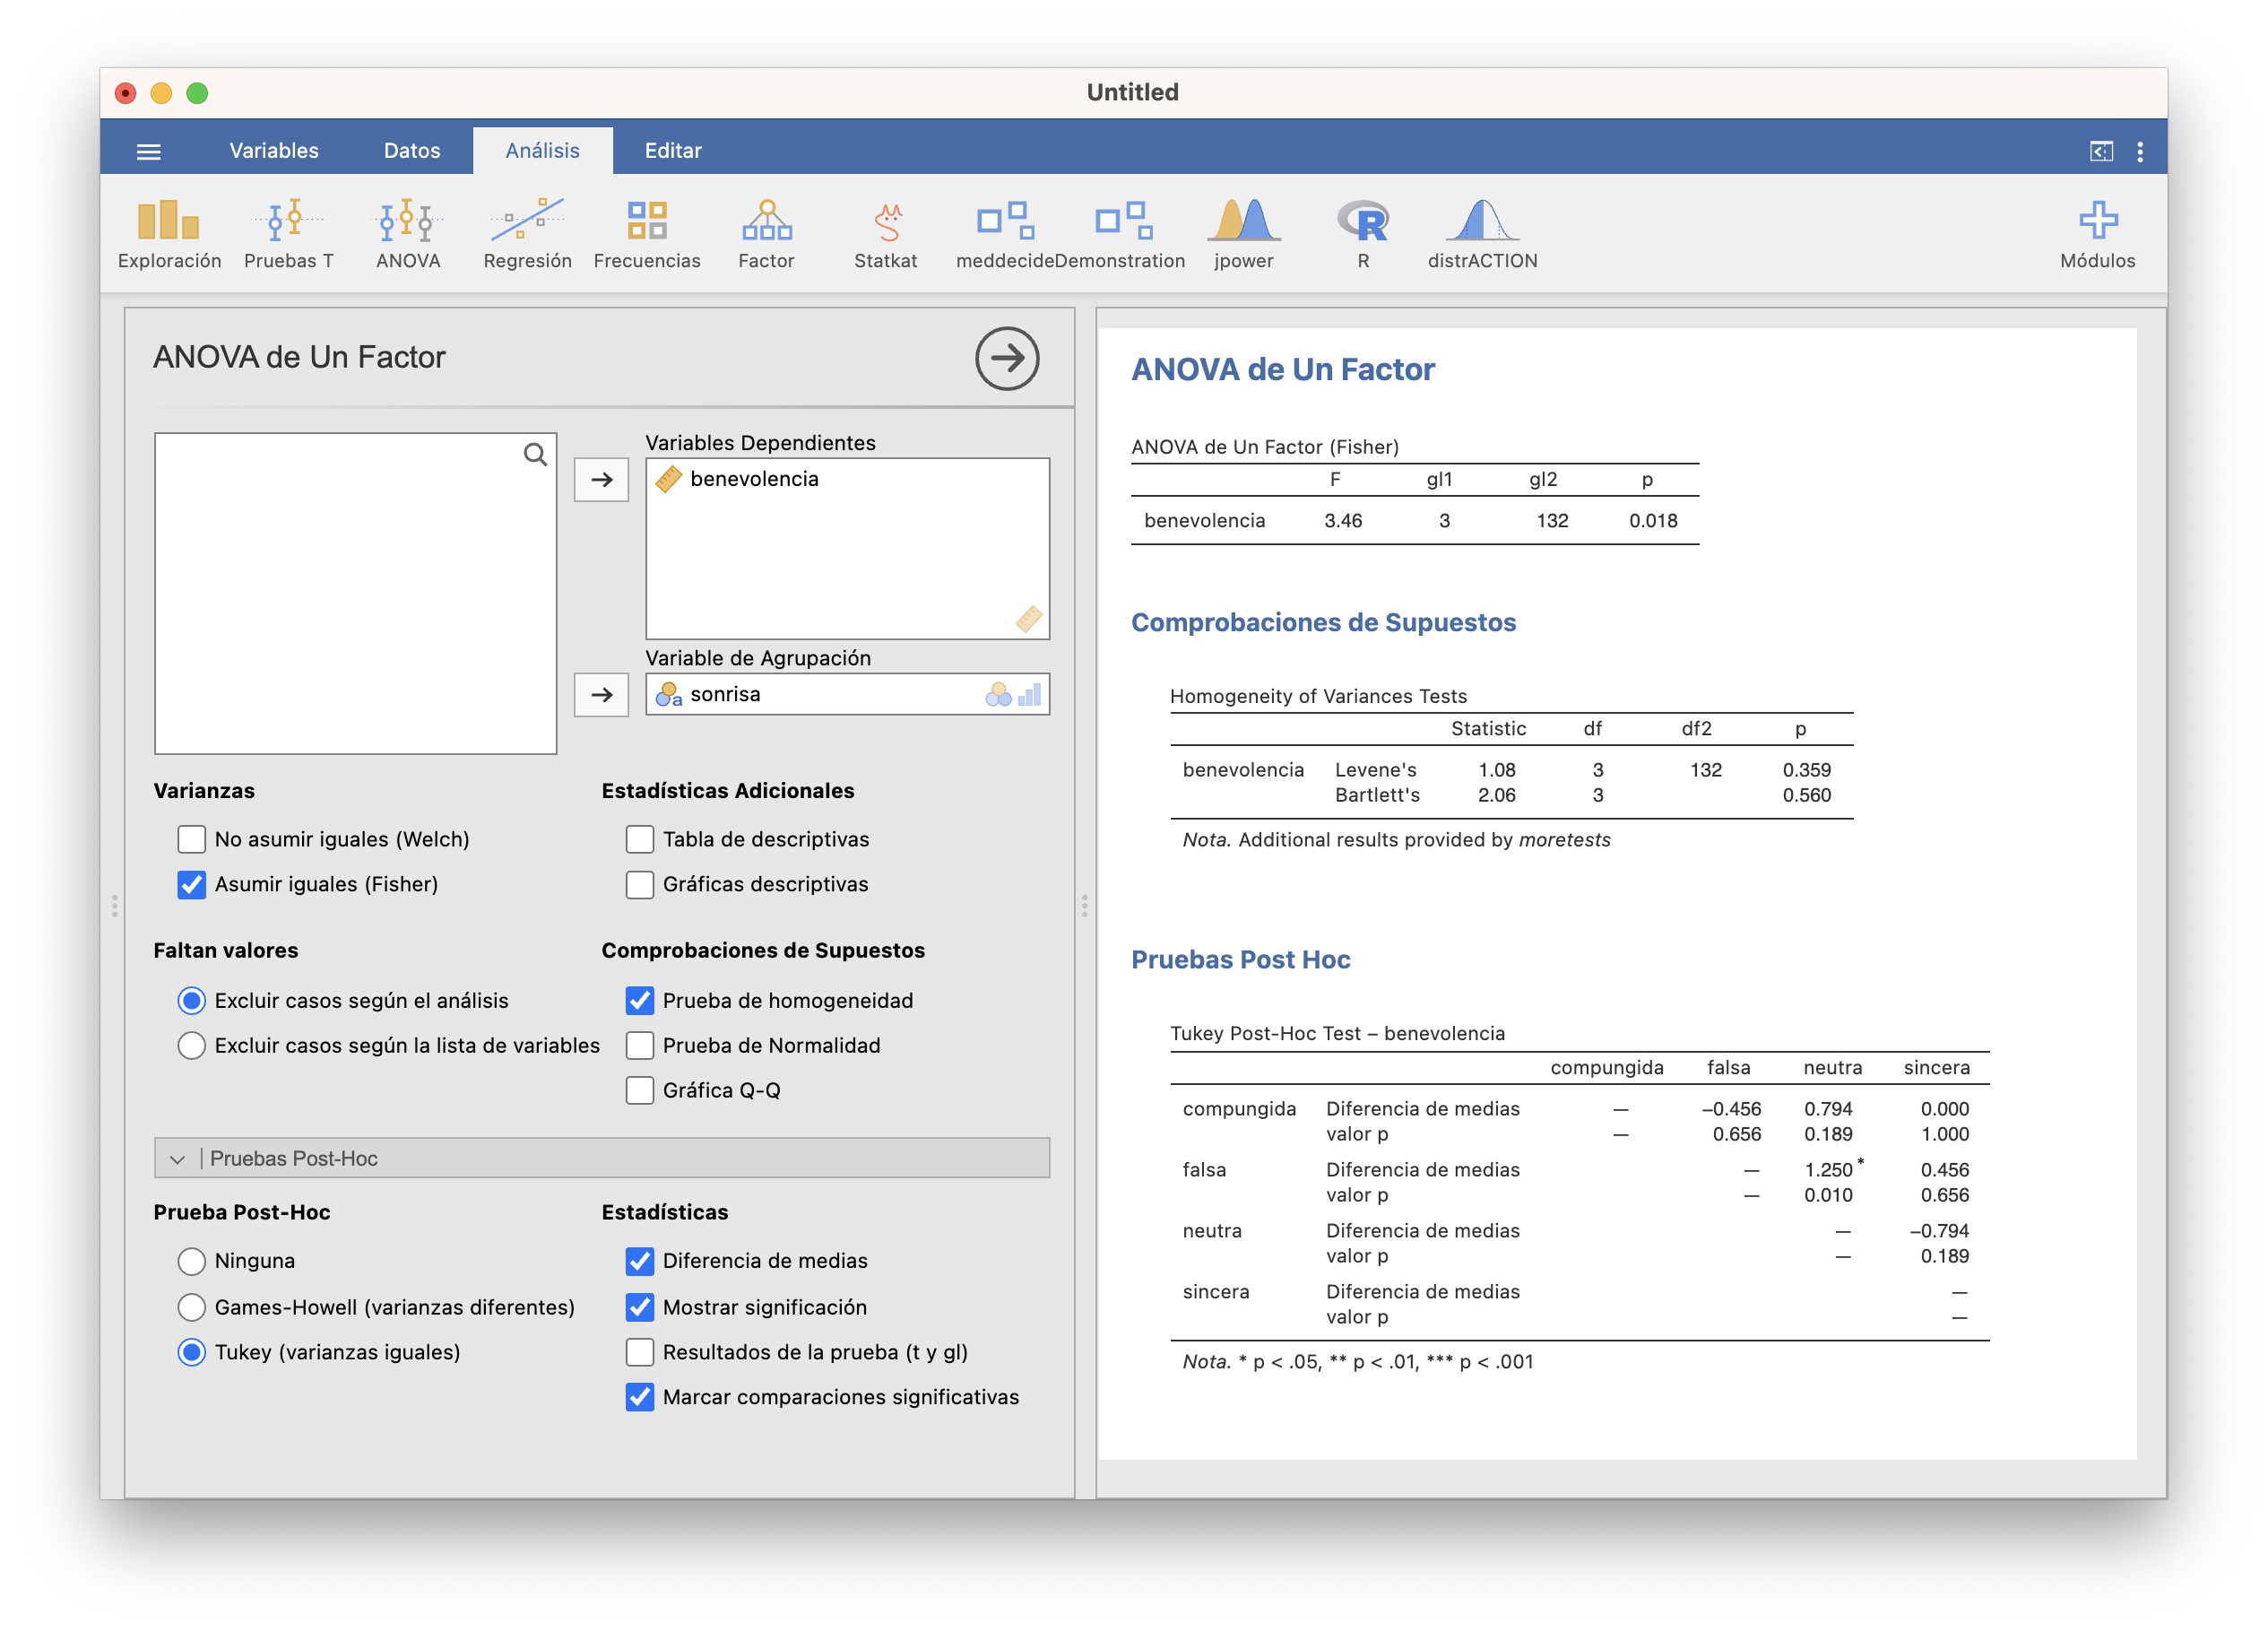 Untitled
Variables Datos Análisis Editar
Exploración Pruebas T ANOVA Regresión Frecuencias Factor Statkat meddecide Demonstration jpower R distrACTION Módulos
ANOVA de Un Factor
Variables Dependientes
benevolencia
Variable de Agrupación
a sonrisa
Varianzas
No asumir iguales (Welch)
Asumir iguales (Fisher)
Estadísticas Adicionales
Tabla de descriptivas
Gráficas descriptivas
Faltan valores
Excluir casos según el análisis
Excluir casos según la lista de variables
Comprobaciones de Supuestos
Prueba de homogeneidad
Prueba de Normalidad
Gráfica Q-Q
Pruebas Post-Hoc
Prueba Post-Hoc
Ninguna
Games-Howell (varianzas diferentes)
Tukey (varianzas iguales)
Estadísticas
Diferencia de medias
Mostrar significación
Resultados de la prueba (t y gl)
Marcar comparaciones significativas
ANOVA de Un Factor
ANOVA de Un Factor (Fisher)
F gl1 gl2 p
benevolencia 3.46 3 132 0.018
Comprobaciones de Supuestos
Homogeneity of Variances Tests
Statistic df df2 p
benevolencia Levene's 1.08 3 132 0.359
Bartlett's 2.06 3 0.560
Nota. Additional results provided by moretests
Pruebas Post Hoc
Tukey Post-Hoc Test – benevolencia
compungida falsa neutra sincera
compungida Diferencia de medias — −0.456 0.794 0.000
valor p — 0.656 0.189 1.000
falsa Diferencia de medias — 1.250 * 0.456
valor p — 0.010 0.656
neutra Diferencia de medias — −0.794
valor p — 0.189
sincera Diferencia de medias —
valor p —
Nota. * p < .05, ** p < .01, *** p < .001